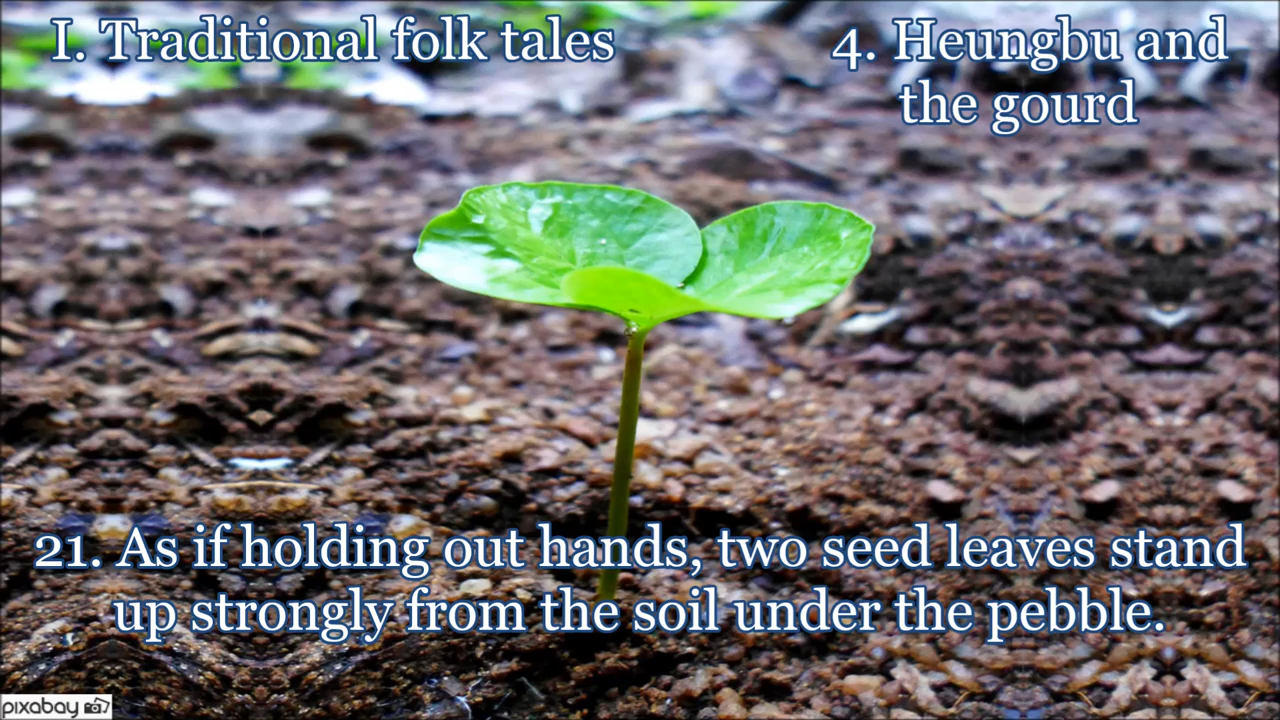 I. Traditional folk tales
4. Heungbu and
the gourd
21. As if holding out hands, two seed leaves stand
up strongly from the soil under the pebble.
pixabay